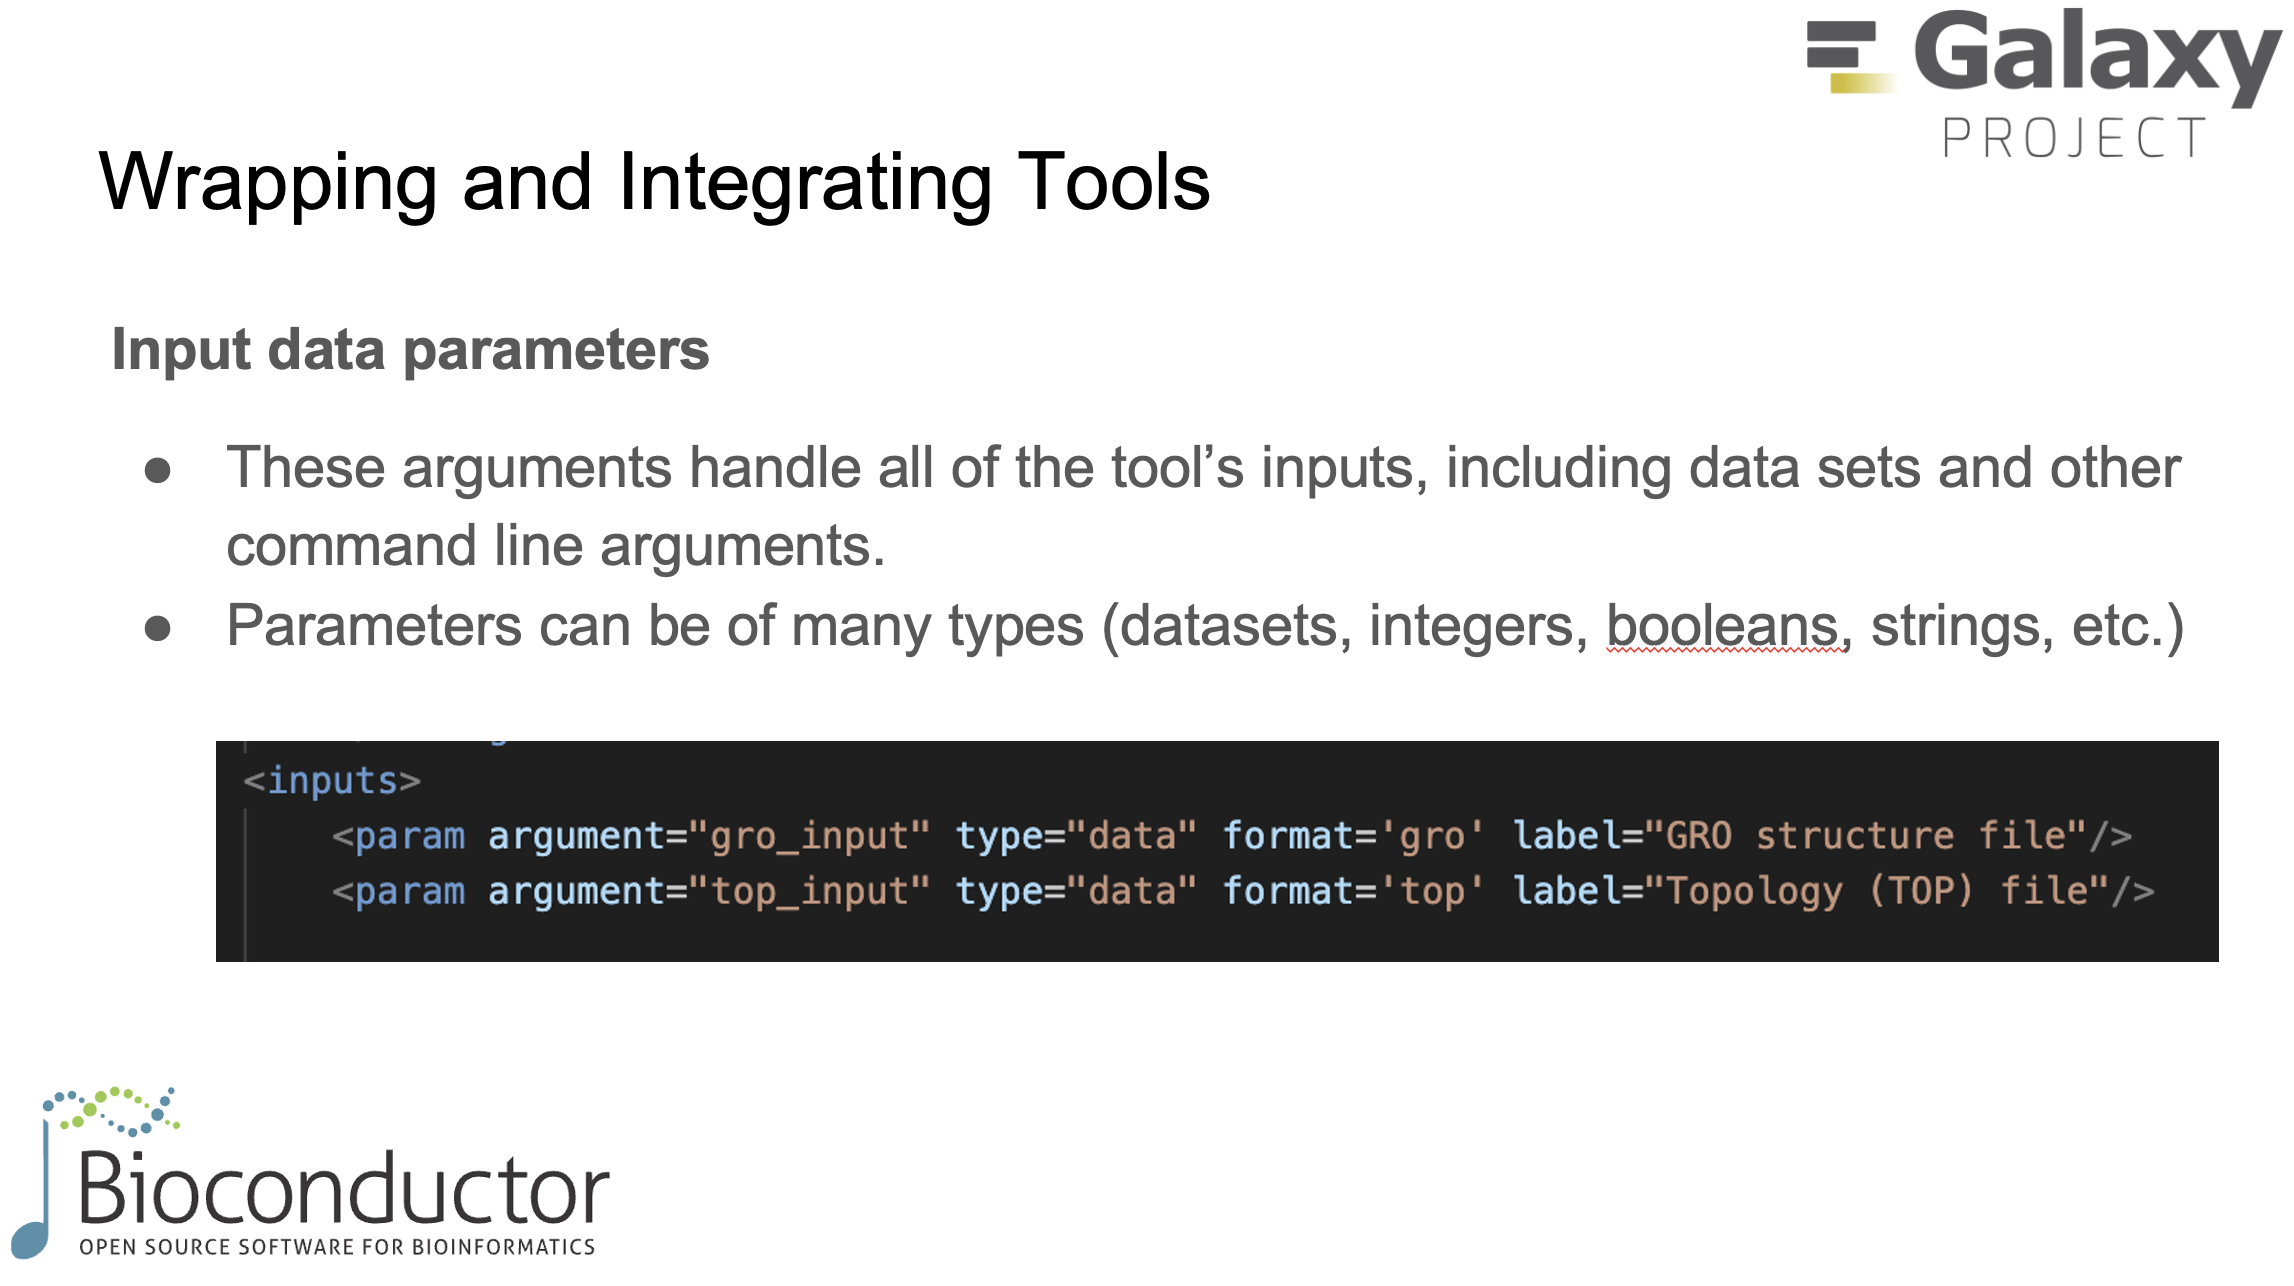 Galaxy
PROJECT
Wrapping and Integrating Tools
Input data parameters
● These arguments handle all of the tool’s inputs, including data sets and other
command line arguments.
● Parameters can be of many types (datasets, integers, booleans, strings, etc.)
<inputs>
<param argument="gro_input" type="data" format='gro' label="GRO structure file"/>
<param argument="top_input" type="data" format='top' label="Topology (TOP) file"/>
Bioconductor
OPEN SOURCE SOFTWARE FOR BIOINFORMATICS